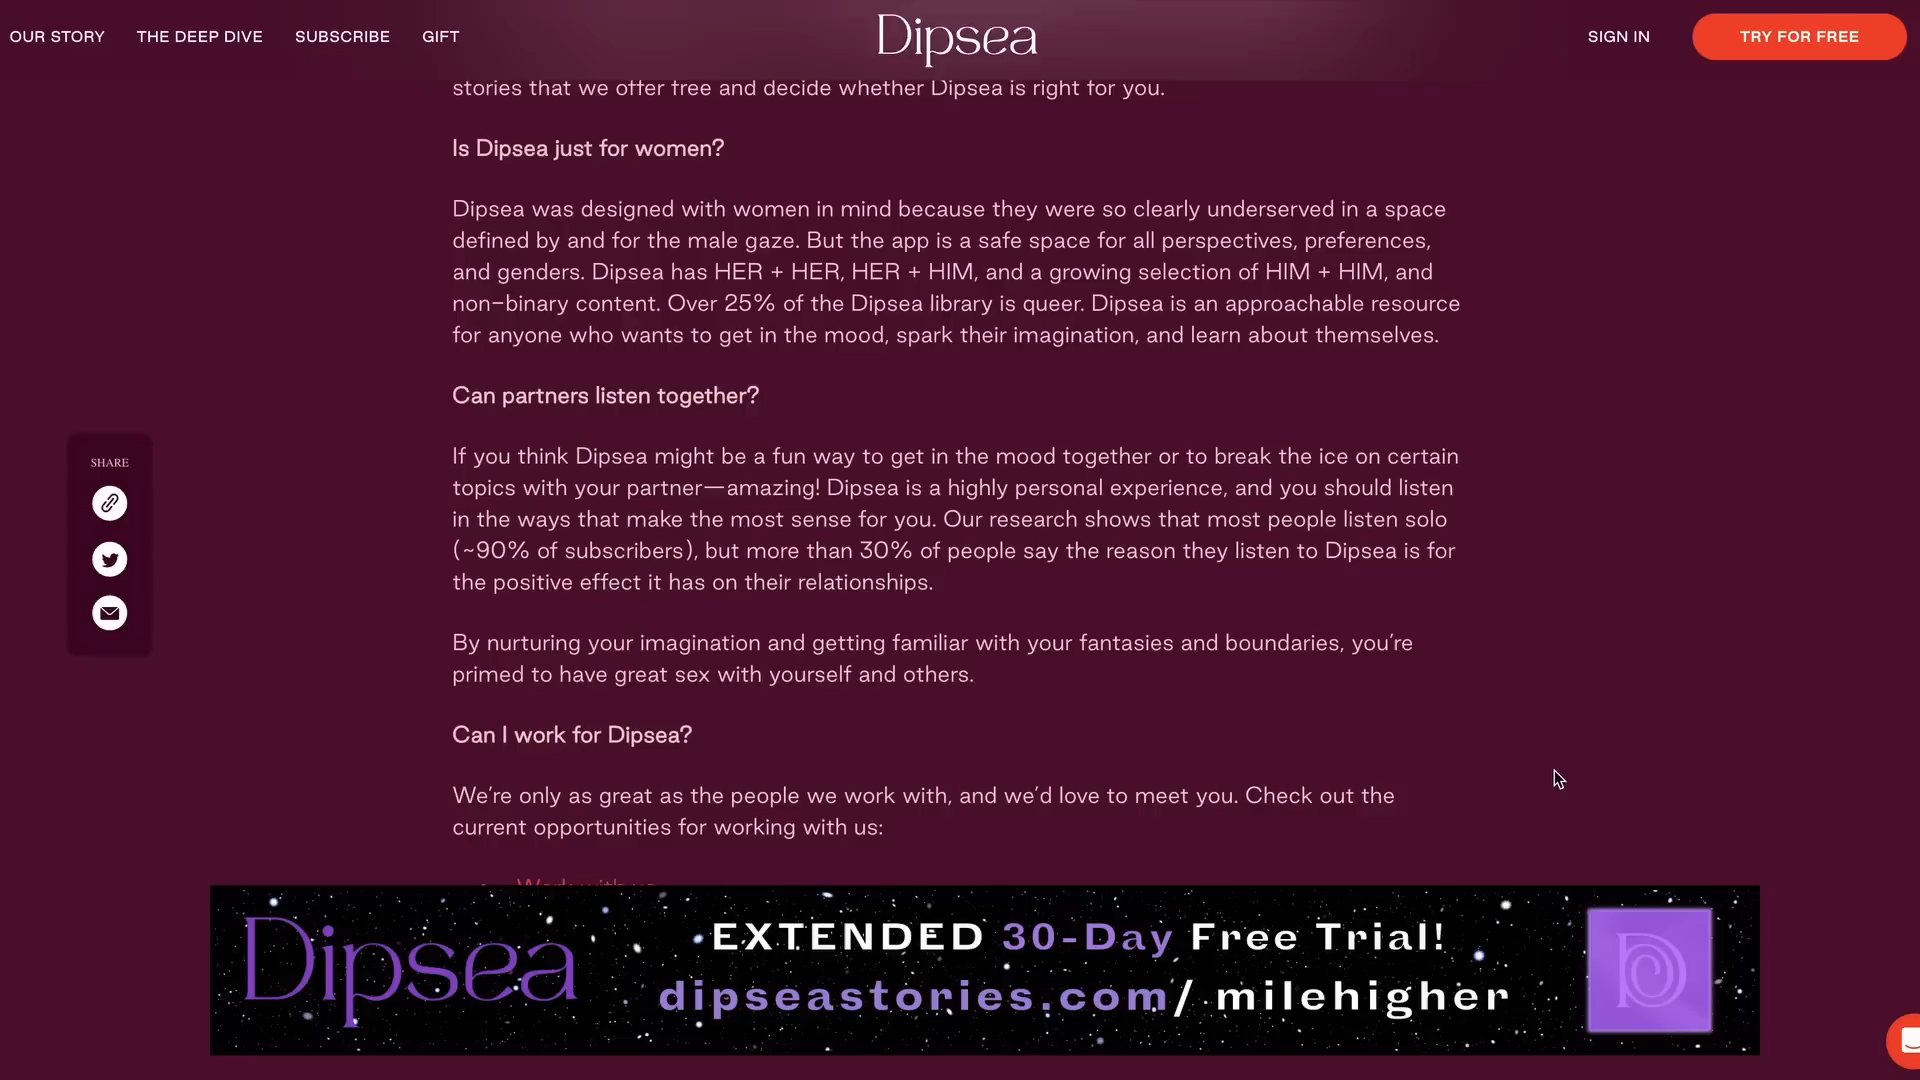 OUR STORY
THE DEEP DIVE
SUBSCRIBE
GIFT
Dipsea
SIGN IN
TRY FOR FREE
stories that we offer free and decide whether Dipsea is right for you.
Is Dipsea just for women?
Dipsea was designed with women in mind because they were so clearly underserved in a space
defined by and for the male gaze. But the app is a safe space for all perspectives, preferences,
and genders. Dipsea has HER + HER, HER + HIM, and a growing selection of HIM + HIM, and
non-binary content. Over 25% of the Dipsea library is queer. Dipsea is an approachable resource
for anyone who wants to get in the mood, spark their imagination, and learn about themselves.
Can partners listen together?
If you think Dipsea might be a fun way to get in the mood together or to break the ice on certain
topics with your partner—amazing! Dipsea is a highly personal experience, and you should listen
in the ways that make the most sense for you. Our research shows that most people listen solo
(~90% of subscribers), but more than 30% of people say the reason they listen to Dipsea is for
the positive effect it has on their relationships.
By nurturing your imagination and getting familiar with your fantasies and boundaries, you're
primed to have great sex with yourself and others.
Can I work for Dipsea?
We're only as great as the people we work with, and we'd love to meet you. Check out the
current opportunities for working with us:
SHARE
Dipsea
EXTENDED 30-Day Free Trial!
dipseastories.com/ milehigher